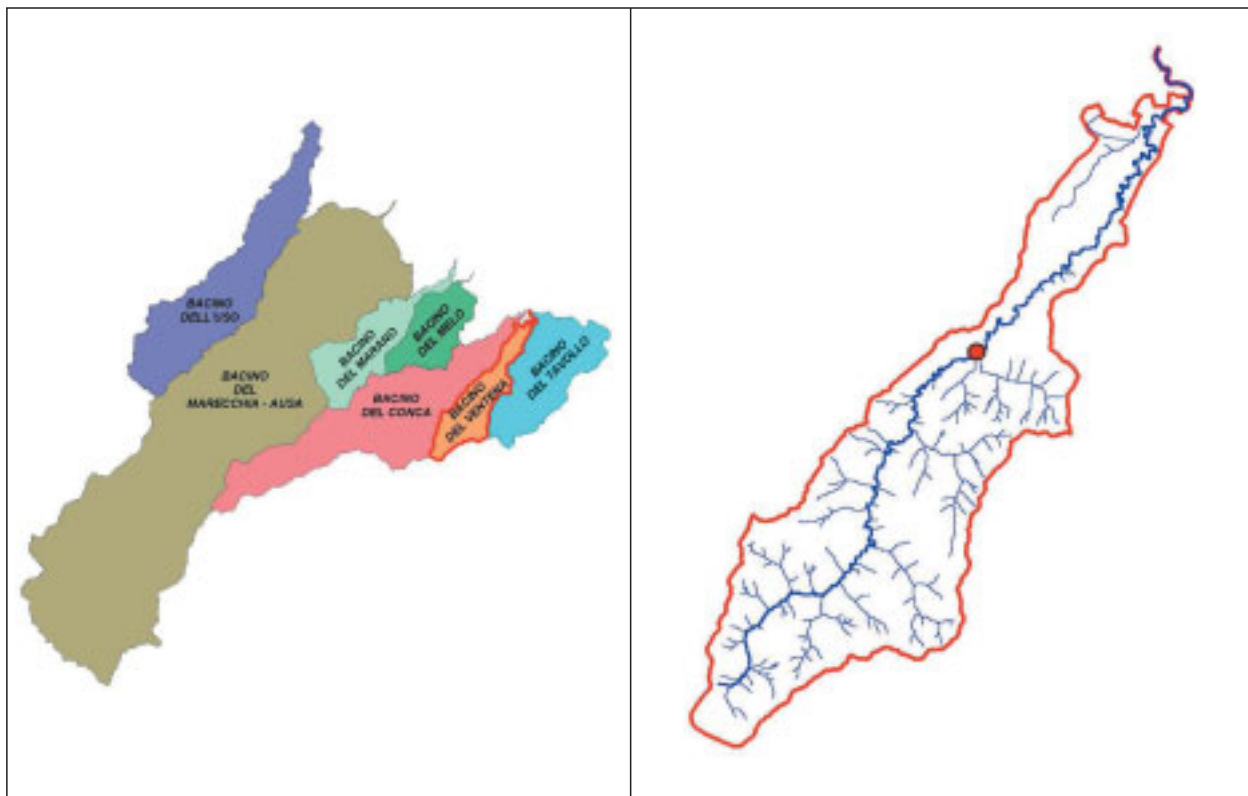 BACINO
DELL'USO
BACINO
DEL
MARECCHIA - AUSA
BACINO
DEL MARANO
BACINO
DEL MELO
BACINO
DEL CONCA
BACINO
DEL VENTENA
BACINO
DEL TAVOLLO